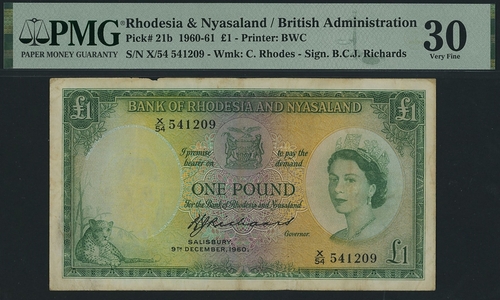 PMG
PAPER MONEY GUARANTY
Rhodesia & Nyasaland / British Administration
Pick# 21b 1960-61 £1 - Printer: BWC
S/N X/54 541209 - Wmk: C. Rhodes - Sign. B.C.J. Richards
30
Very Fine
£1
BANK OF RHODESIA AND NYASALAND
£1
X/54 541209
I promise to pay the
bearer on demand
ONE POUND
For the Bank of Rhodesia and Nyasaland
BCJRichards
Governor.
SALISBURY,
9TH DECEMBER, 1960.
X/54 541209
£1